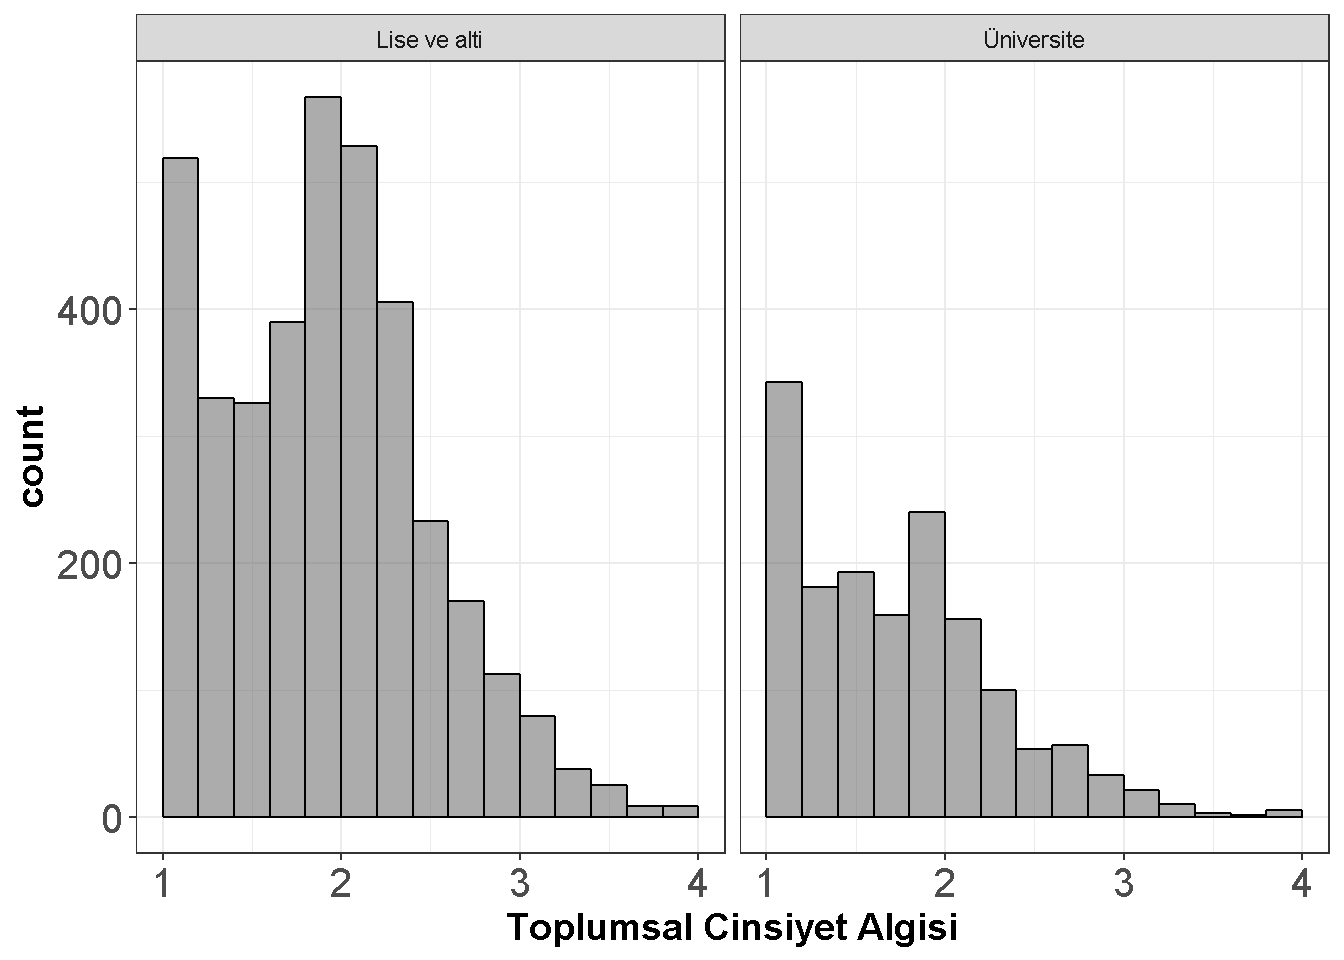 Lise ve alti
Üniversite
count
400
200
0
1 2 3 4
1 2 3 4
Toplumsal Cinsiyet Algisi